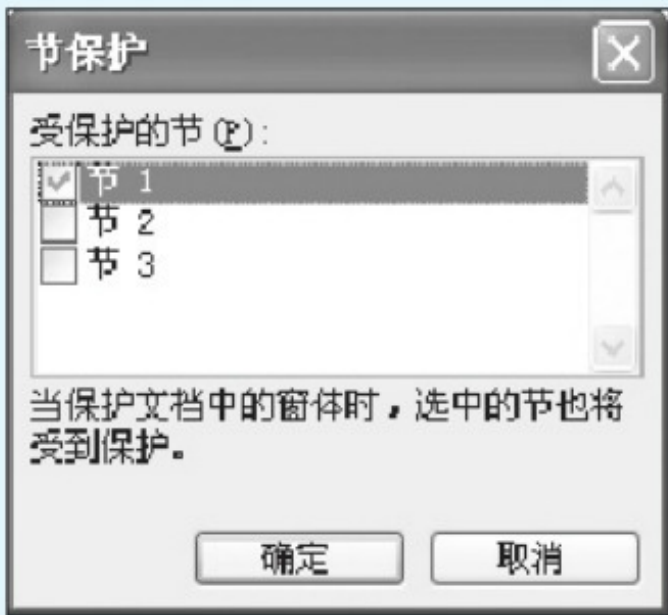 节保护
受保护的节(P):
节 1
节 2
节 3
当保护文档中的窗体时，选中的节也将
受到保护。
确定
取消